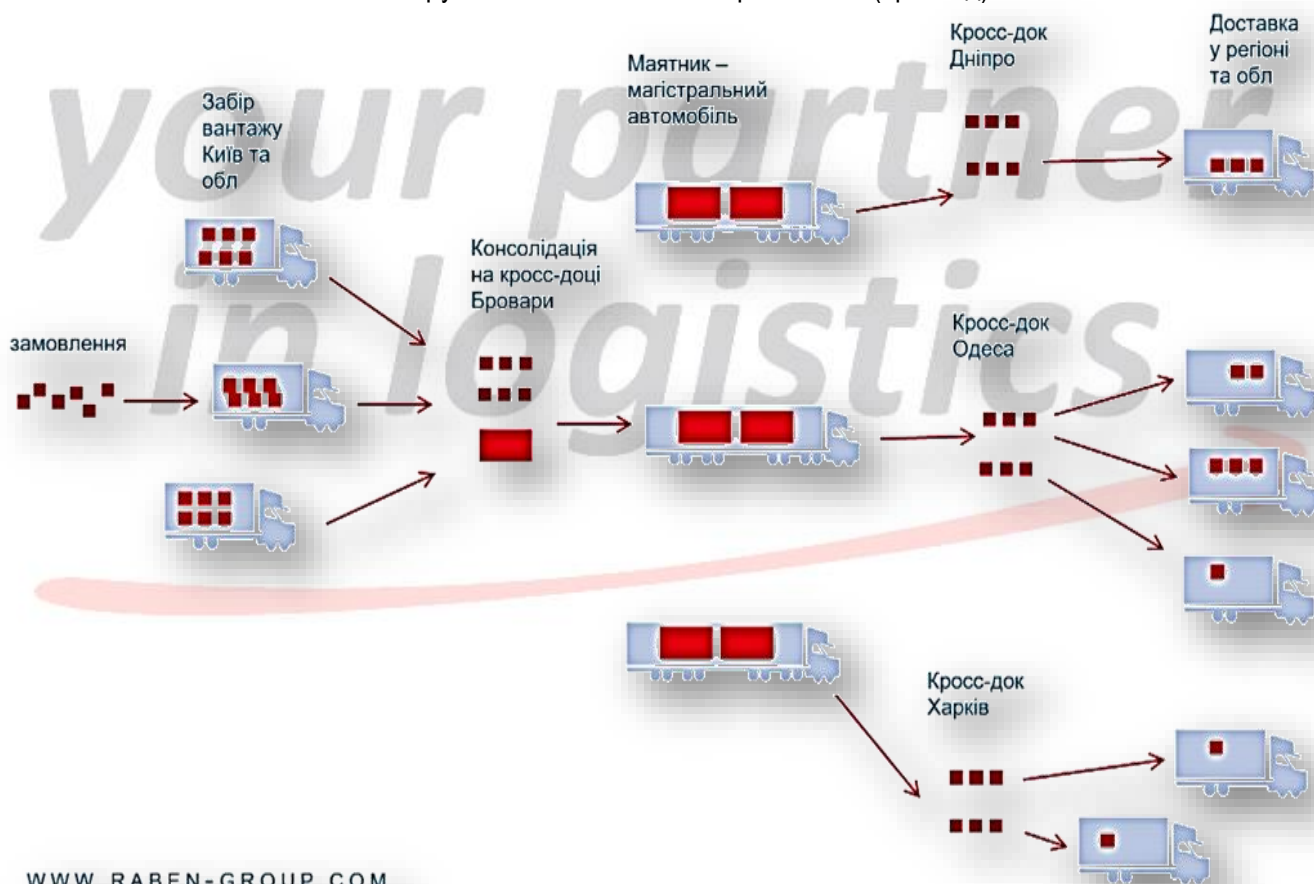 Забір
вантажу
Київ та
обл
Маятник –
магістральний
автомобіль
Кросс-док
Дніпро
Доставка
у регіоні
та обл
your partner
in logistics
Консолідація
на кросс-доці
Бровари
замовлення
Кросс-док
Одеса
Кросс-док
Харків
WWW.RABEN-GROUP.COM